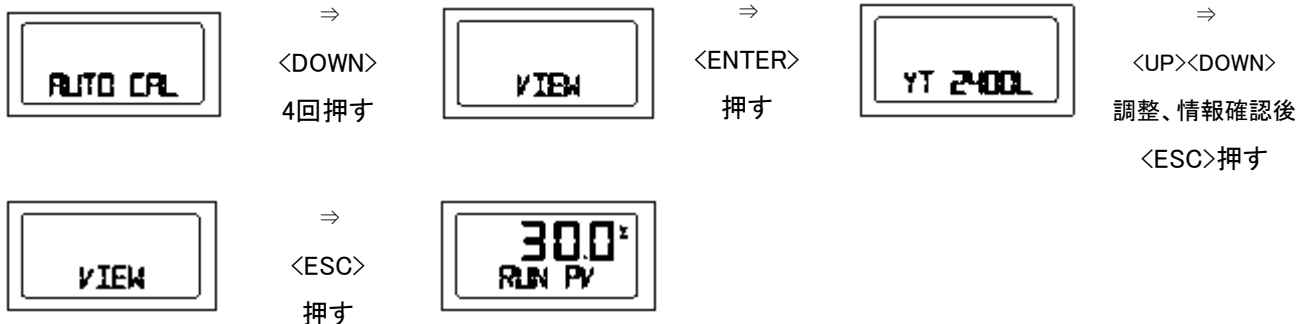 AUTO CAL
⇒
<DOWN>
4回押す
VIEW
⇒
<ENTER>
押す
YT 2400L
⇒
<UP><DOWN>
調整、情報確認後
<ESC>押す
VIEW
⇒
<ESC>
押す
30.0%
RUN PV